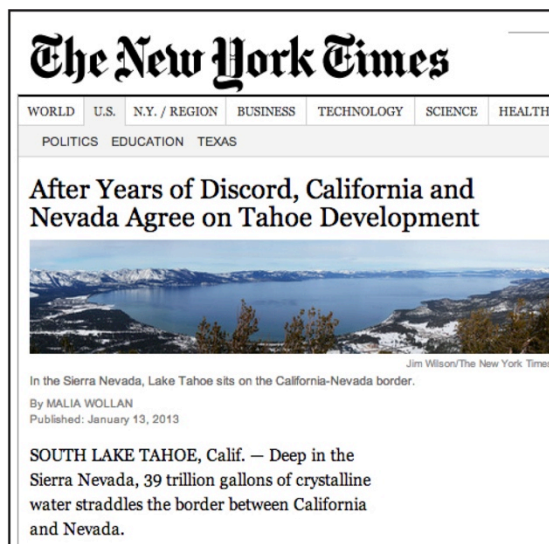 The New York Times
WORLD U.S. N.Y. / REGION BUSINESS TECHNOLOGY SCIENCE HEALTH
POLITICS EDUCATION TEXAS
After Years of Discord, California and
Nevada Agree on Tahoe Development
Jim Wilson/The New York Times
In the Sierra Nevada, Lake Tahoe sits on the California-Nevada border.
By MALIA WOLLAN
Published: January 13, 2013
SOUTH LAKE TAHOE, Calif. — Deep in the
Sierra Nevada, 39 trillion gallons of crystalline
water straddles the border between California
and Nevada.